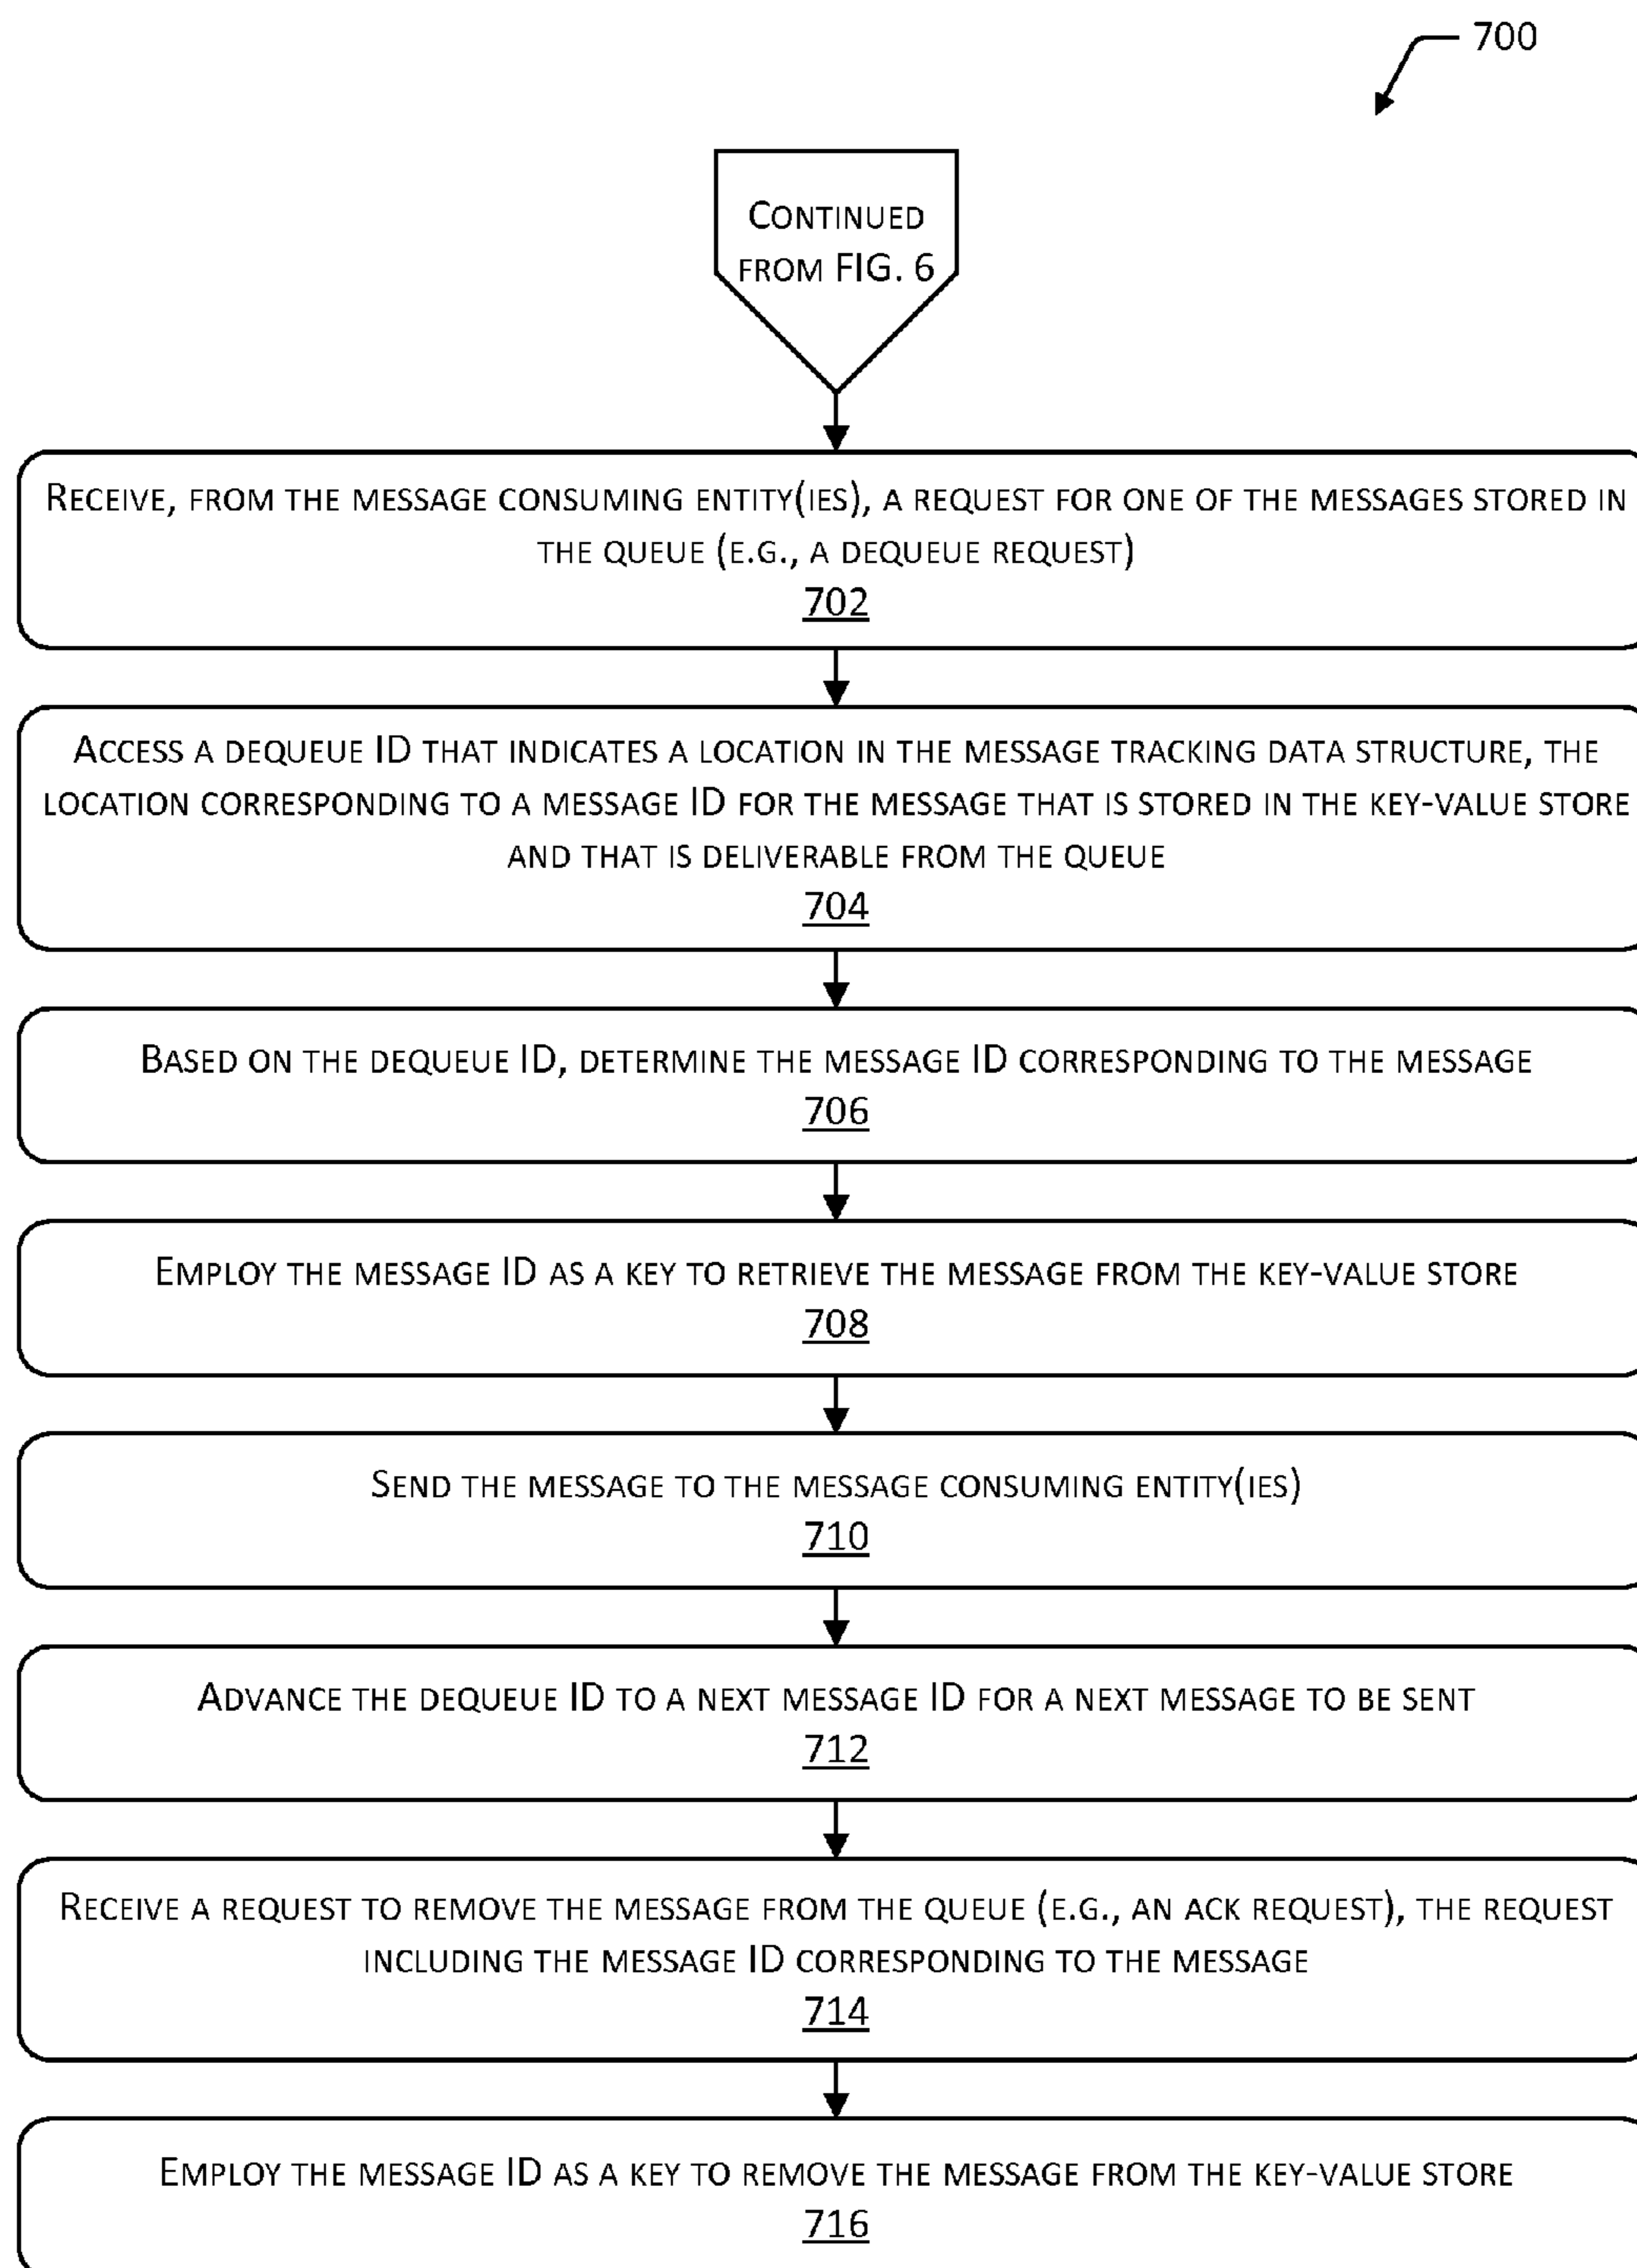 700
CONTINUED
FROM FIG. 6
RECEIVE, FROM THE MESSAGE CONSUMING ENTITY(IES), A REQUEST FOR ONE OF THE MESSAGES STORED IN
THE QUEUE (E.G., A DEQUEUE REQUEST)
702
ACCESS A DEQUEUE ID THAT INDICATES A LOCATION IN THE MESSAGE TRACKING DATA STRUCTURE, THE
LOCATION CORRESPONDING TO A MESSAGE ID FOR THE MESSAGE THAT IS STORED IN THE KEY-VALUE STORE
AND THAT IS DELIVERABLE FROM THE QUEUE
704
BASED ON THE DEQUEUE ID, DETERMINE THE MESSAGE ID CORRESPONDING TO THE MESSAGE
706
EMPLOY THE MESSAGE ID AS A KEY TO RETRIEVE THE MESSAGE FROM THE KEY-VALUE STORE
708
SEND THE MESSAGE TO THE MESSAGE CONSUMING ENTITY(IES)
710
ADVANCE THE DEQUEUE ID TO A NEXT MESSAGE ID FOR A NEXT MESSAGE TO BE SENT
712
RECEIVE A REQUEST TO REMOVE THE MESSAGE FROM THE QUEUE (E.G., AN ACK REQUEST), THE REQUEST
INCLUDING THE MESSAGE ID CORRESPONDING TO THE MESSAGE
714
EMPLOY THE MESSAGE ID AS A KEY TO REMOVE THE MESSAGE FROM THE KEY-VALUE STORE
716